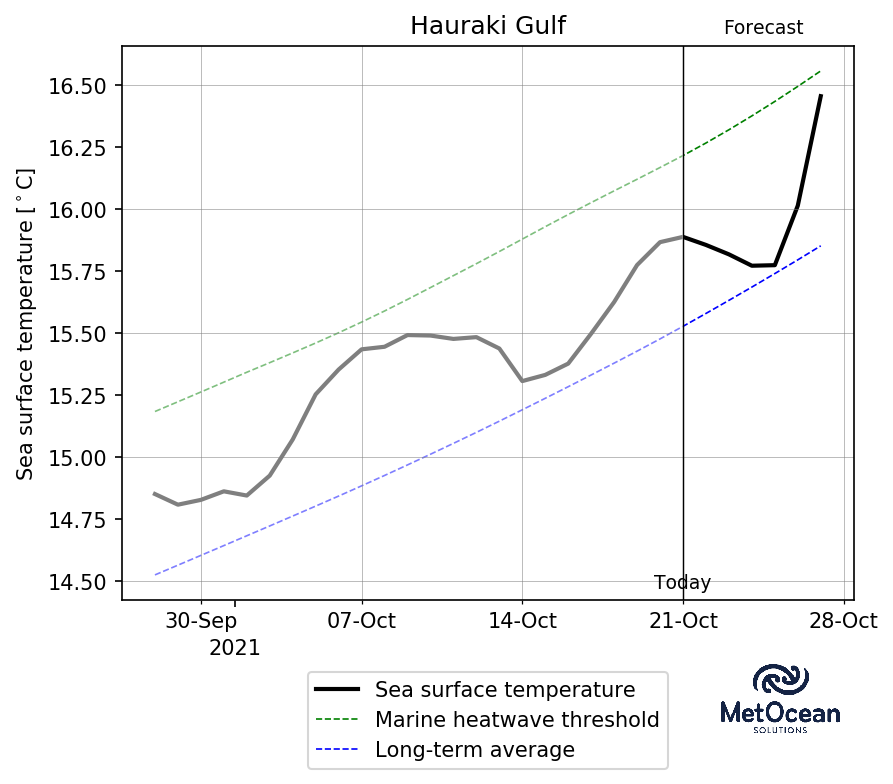 Hauraki Gulf
Forecast
16.50
16.25
16.00
15.75
15.50
15.25
15.00
14.75
14.50
Sea surface temperature [°C]
Today
30-Sep 07-Oct 14-Oct 21-Oct 28-Oct
2021
Sea surface temperature
Marine heatwave threshold
Long-term average
MetOcean
SOLUTIONS